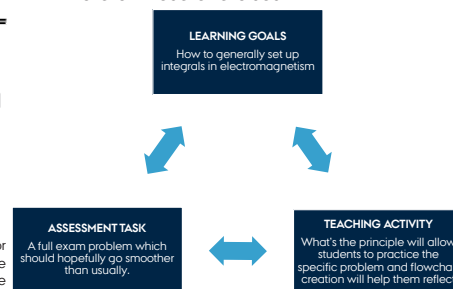 LEARNING GOALS
How to generally set up
integrals in electromagnetism
ASSESSMENT TASK
A full exam problem which
should hopefully go smoother
than usually.
TEACHING ACTIVITY
What's the principle will allow
students to practice the
specific problem and
creation will help them reflect